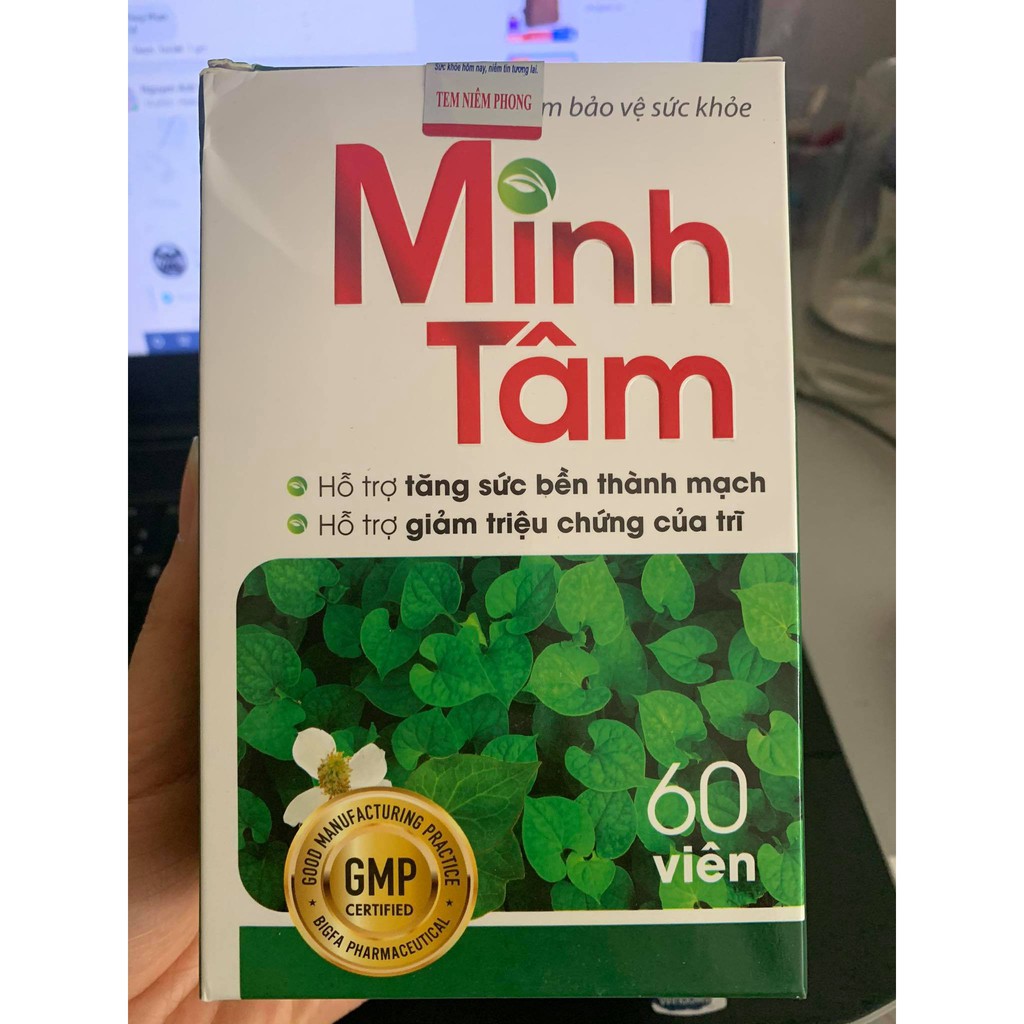 Sức khỏe hôm nay, niềm tin tương lai.
TEM NIÊM PHONG
m bảo vệ sức khỏe
Minh
Tâm
Hỗ trợ tăng sức bền thành mạch
Hỗ trợ giảm triệu chứng của trĩ
60
viên
GOOD MANUFACTURING PRACTICE
GMP
CERTIFIED
BIGFA PHARMACEUTICAL